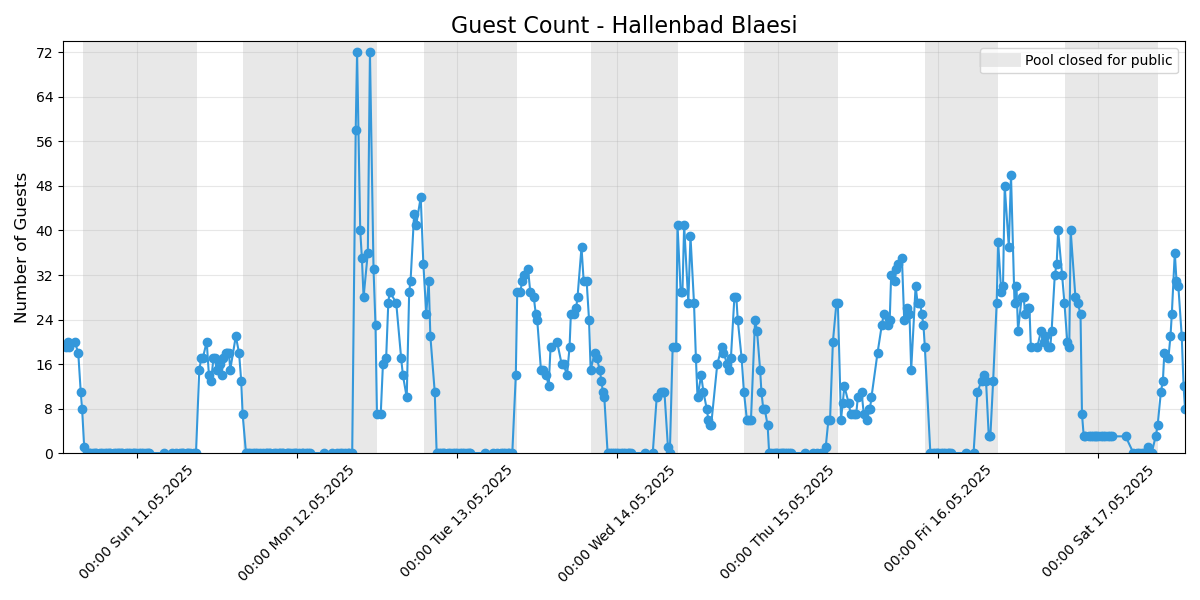 Guest Count - Hallenbad Blaesi
Pool closed for public
Number of Guests
72
64
56
48
40
32
24
16
8
0
00:00 Sun 11.05.2025
00:00 Mon 12.05.2025
00:00 Tue 13.05.2025
00:00 Wed 14.05.2025
00:00 Thu 15.05.2025
00:00 Fri 16.05.2025
00:00 Sat 17.05.2025